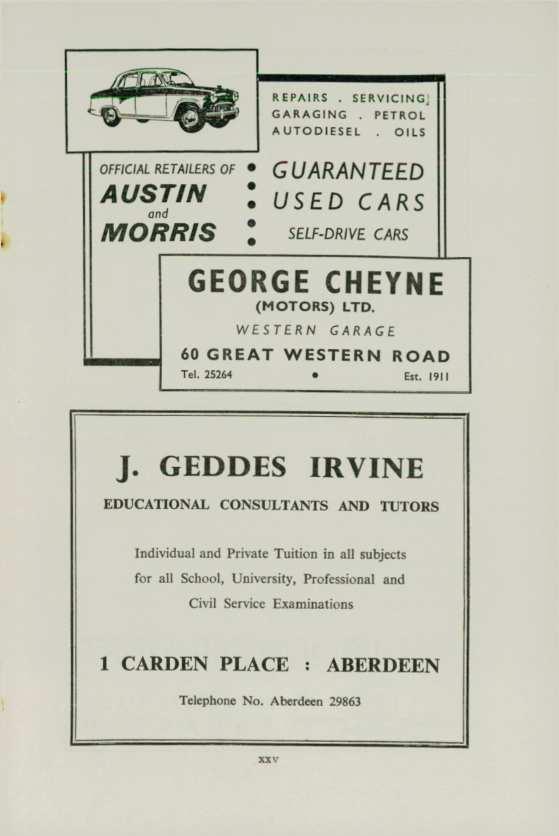 REPAIRS . SERVICING
GARAGING . PETROL
AUTODIESEL . OILS
OFFICIAL RETAILERS OF
AUSTIN
and
MORRIS
GUARANTEED
USED CARS
SELF-DRIVE CARS
GEORGE CHEYNE
(MOTORS) LTD.
WESTERN GARAGE
60 GREAT WESTERN ROAD
Tel. 25264 • Est. 1911
J. GEDDES IRVINE
EDUCATIONAL CONSULTANTS AND TUTORS
Individual and Private Tuition in all subjects
for all School, University, Professional and
Civil Service Examinations
1 CARDEN PLACE : ABERDEEN
Telephone No. Aberdeen 29863
xxv